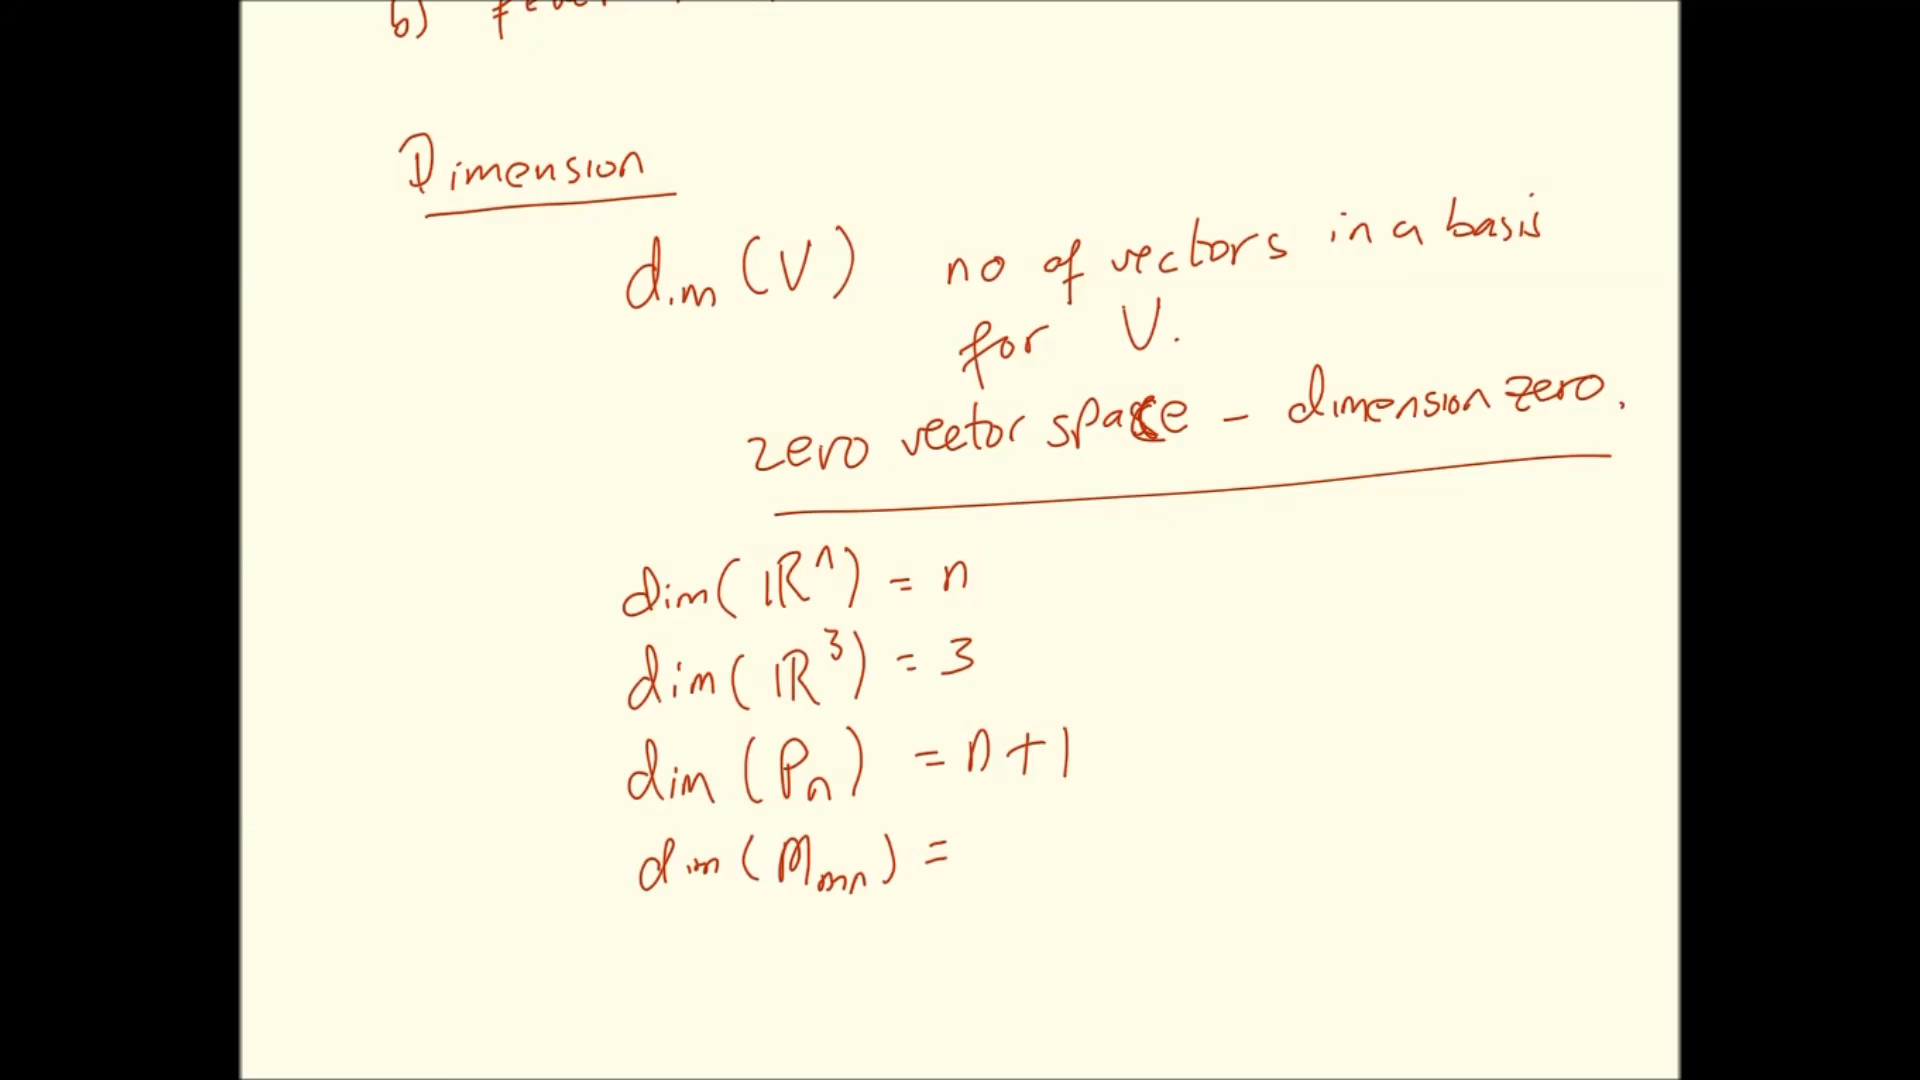 b)
Dimension
dim (V) no of vectors in a basis
for V.
zero vector space - dimension zero.
dim( ℝⁿ) = n
dim( ℝ³) = 3
dim (Pₙ) = n+1
dim ( Mₘₙ) =